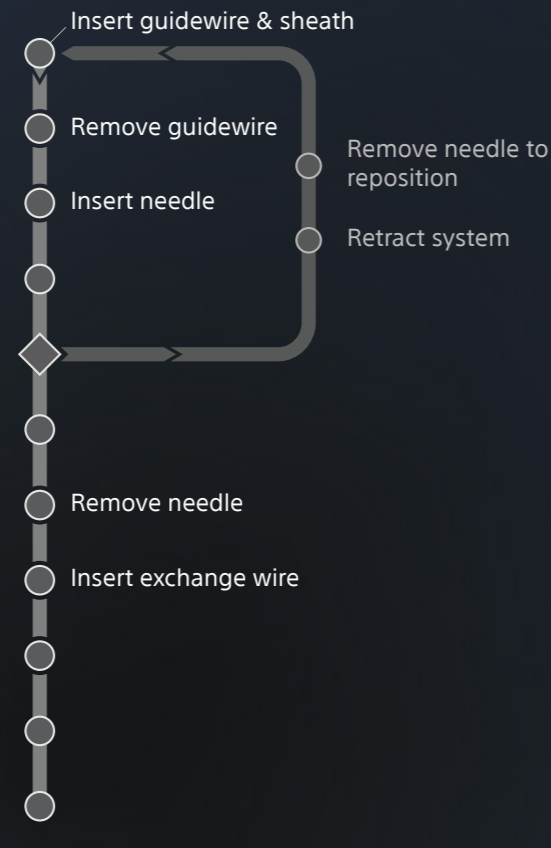 Insert guidewire & sheath
Remove guidewire
Remove needle to
reposition
Insert needle
Retract system
Remove needle
Insert exchange wire